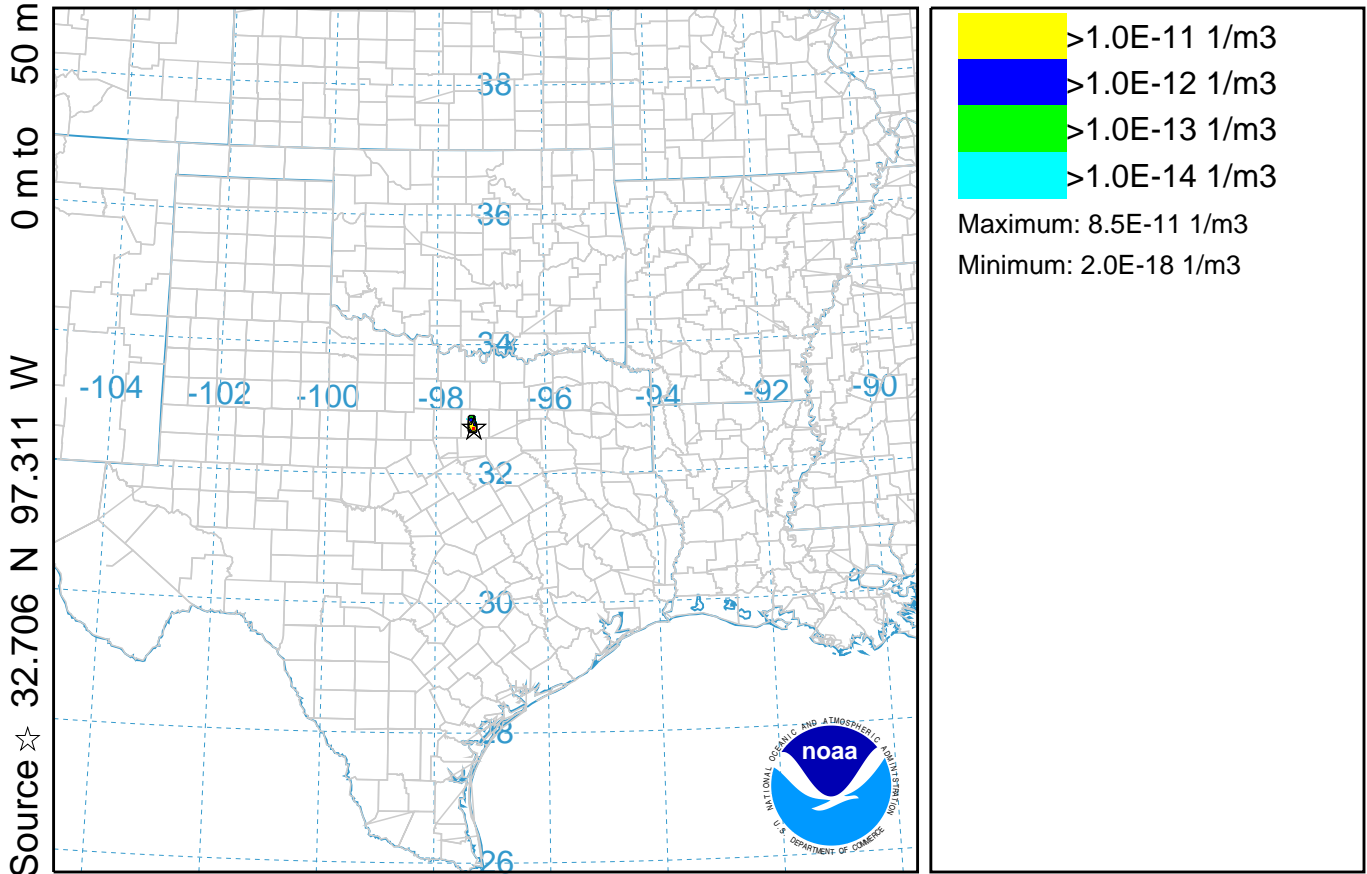 Source ☆ 32.706 N 97.311 W 0 m to 50 m
38
36
34
-104 -102 -100 -98 -96 -94 -92 -90
32
30
28
26
>1.0E-11 1/m3
>1.0E-12 1/m3
>1.0E-13 1/m3
>1.0E-14 1/m3
Maximum: 8.5E-11 1/m3
Minimum: 2.0E-18 1/m3
NATIONAL OCEANIC AND ATMOSPHERIC ADMINISTRATION
noaa
U.S. DEPARTMENT OF COMMERCE